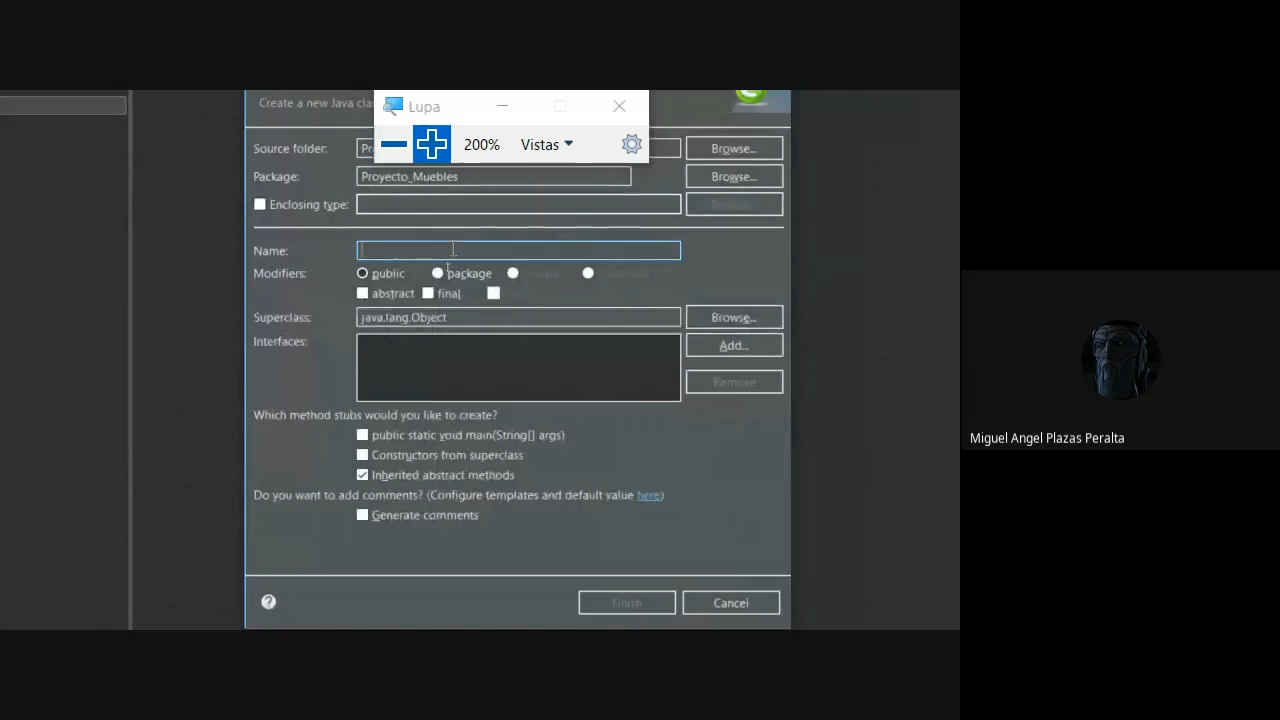 Create a new Java cla
Lupa
200%
Vistas
Source folder: Pr
Browse...
Package: Proyecto_Muebles
Browse...
Enclosing type:
Name:
Modifiers: public package
abstract final
Superclass: java.lang.Object
Browse...
Interfaces:
Add...
Remove
Which method stubs would you like to create?
public static void main(String[] args)
Constructors from superclass
Inherited abstract methods
Do you want to add comments? (Configure templates and default value here)
Generate comments
?
Finish
Cancel
Miguel Angel Plazas Peralta